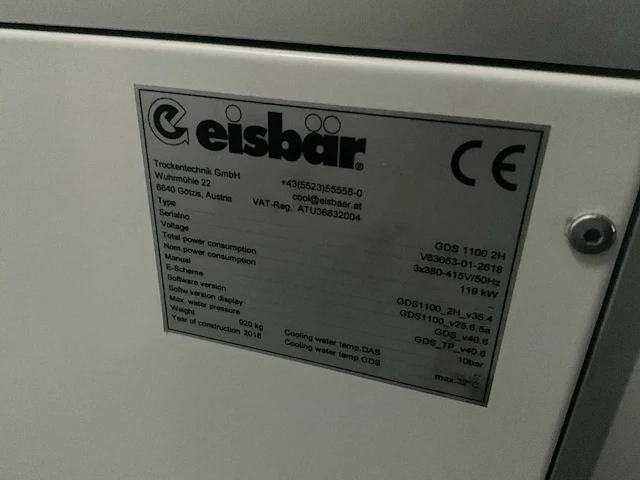 e eisbär®
CE
Trockentechnik GmbH
Wuhrmühle 22 +43(5523)55558-0
6840 Götzis, Austria cool@eisbaer.at
VAT-Reg.: ATU36832004
Type GDS 1100 2H
Serialno. V63053-01-2618
Voltage 3x380-415V/50Hz
Total power consumption 119 kW
Nom power consumption --
Manual GDS1100_2H_v35.4
E-Scheme GDS1100_v25.6.5a
Software version GDS_v40.6
Softw.version display GDS_TP_v40.6
Max. water pressure 10bar
Weight 920 kg Cooling water temp.DAS --
Year of construction 2018 Cooling water temp.GDS max.32°C